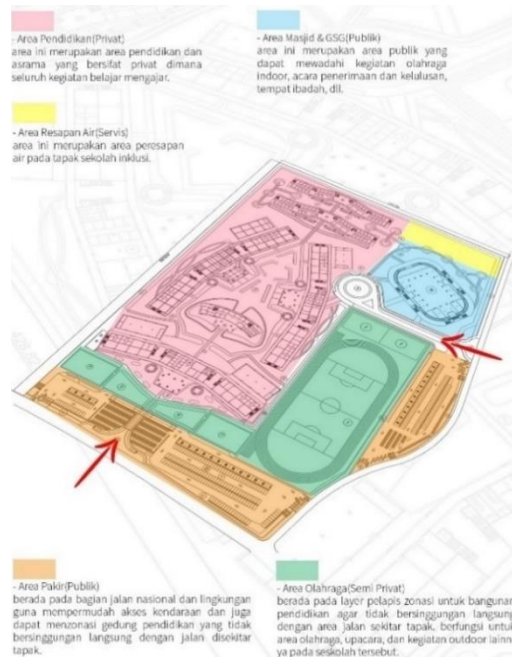 - Area Pendidikan(Privat)
area ini merupakan area pendidikan dan
asrama yang bersifat privat dimana
seluruh kegiatan belajar mengajar.
- Area Masjid & GSG(Publik)
area ini merupakan area publik yang
dapat mewadahi kegiatan olahraga
indoor, acara penerimaan dan kelulusan,
tempat ibadah, dll.
- Area Resapan Air(Servis)
area ini merupakan area peresapan
air pada tapak sekolah inklusi.
- Area Pakir(Publik)
berada pada bagian jalan nasional dan lingkungan
guna mempermudah akses kendaraan dan juga
dapat menzonasi gedung pendidikan yang tidak
bersinggungan langsung dengan jalan disekitar
tapak.
- Area Olahraga(Semi Privat)
berada pada layer pelapis zonasi untuk bangunan
pendidikan agar tidak bersinggungan langsung
dengan area jalan sekitar tapak, berfungsi untuk
area olahraga, upacara, dan kegiatan outdoor lainn
ya pada seskolah tersebut.